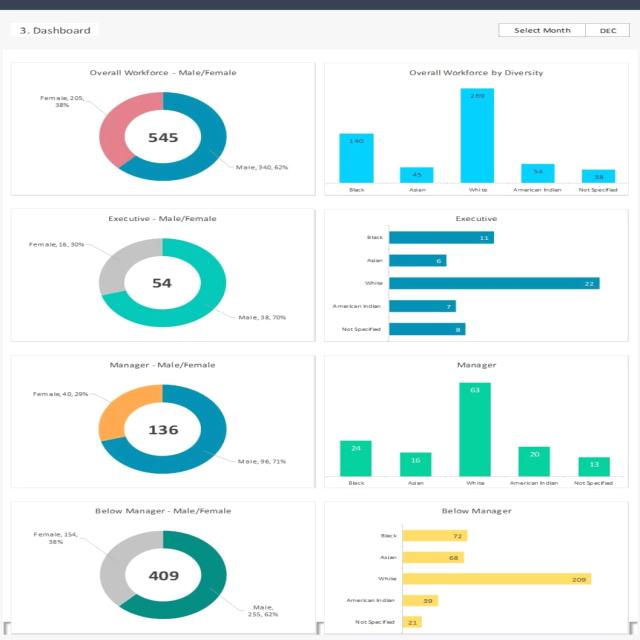 3. Dashboard
Select Month DEC
Overall Workforce - Male/Female
Female, 205,
38%
545
Male, 340, 62%
Overall Workforce by Diversity
140
45
269
54
38
Black Asian White American Indian Not Specified
Executive - Male/Female
Female, 16, 30%
54
Male, 38, 70%
Executive
Black 11
Asian 6
White 22
American Indian 7
Not Specified 8
Manager - Male/Female
Female, 40, 29%
136
Male, 96, 71%
Manager
24
16
63
20
13
Black Asian White American Indian Not Specified
Below Manager - Male/Female
Female, 154,
38%
409
Male,
255, 62%
Below Manager
Black 72
Asian 68
White 209
American Indian 39
Not Specified 21